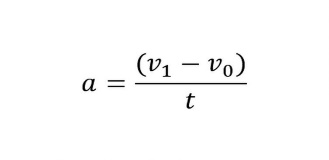 a = (v₁ − v₀) / t